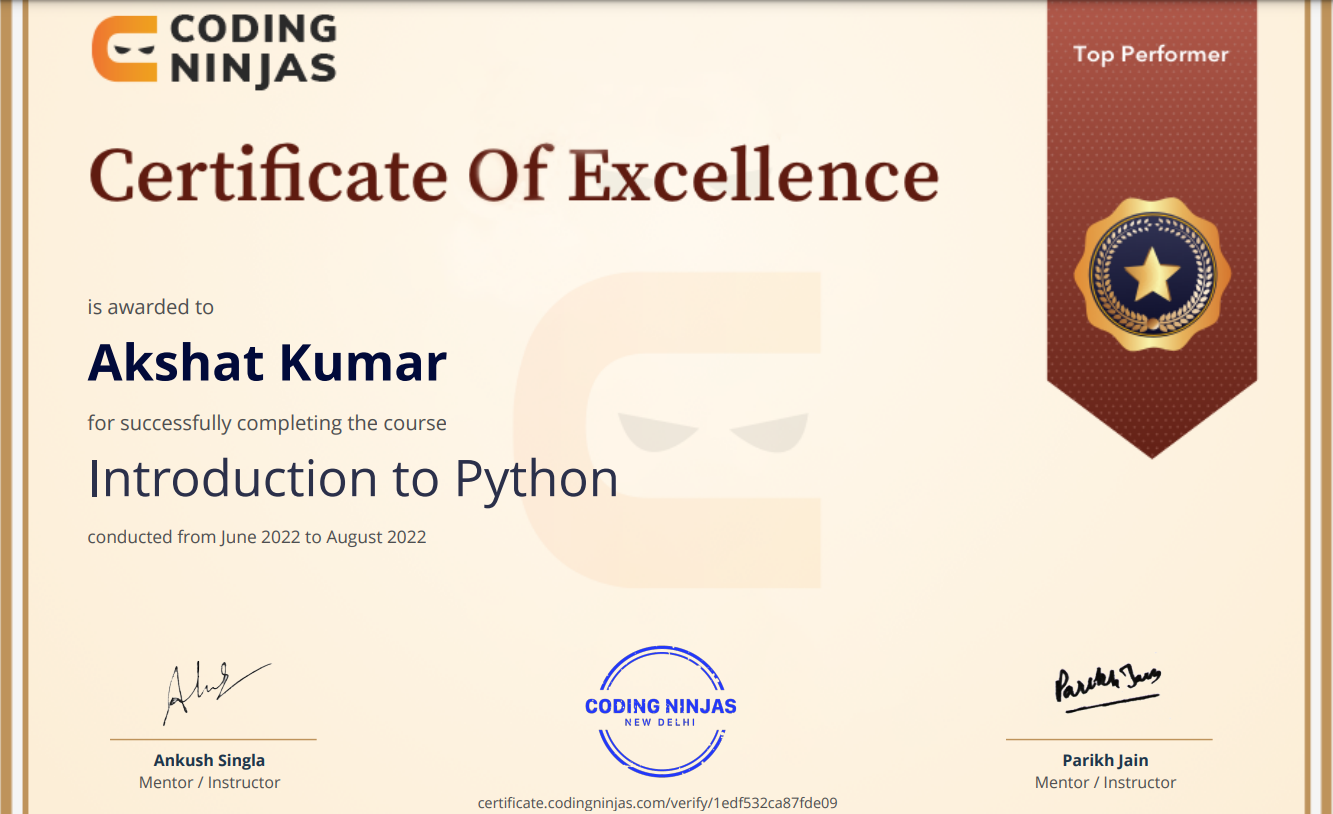 CODING
NINJAS
Top Performer
Certificate Of Excellence
is awarded to
Akshat Kumar
for successfully completing the course
Introduction to Python
conducted from June 2022 to August 2022
Parikh Jain
CODING NINJAS
NEW DELHI
Ankush Singla
Mentor / Instructor
Parikh Jain
Mentor / Instructor
certificate.codingninjas.com/verify/1edf532ca87fde09